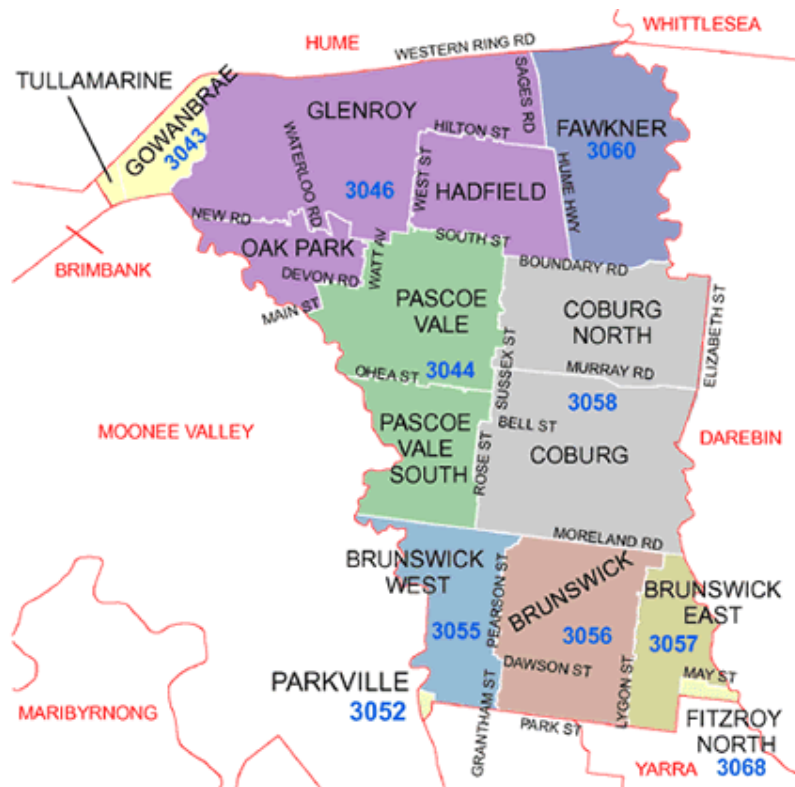 WHITTLESEA
HUME
WESTERN RING RD
TULLAMARINE
GOWANBRAE
3043
GLENROY
SAGES RD
FAWKNER
3060
HILTON ST
WATERLOO RD
WEST ST
3046
HADFIELD
HUME HWY
NEW RD
OAK PARK
WATT AV
SOUTH ST
BOUNDARY RD
BRIMBANK
DEVON RD
MAIN ST
PASCOE
VALE
COBURG
NORTH
ELIZABETH ST
3044
SUSSEX ST
OHEA ST
MURRAY RD
3058
MOONEE VALLEY
PASCOE
VALE
SOUTH
ROSE ST
BELL ST
COBURG
DAREBIN
MORELAND RD
BRUNSWICK
WEST
PEARSON ST
BRUNSWICK
BRUNSWICK
EAST
3055
3056
3057
DAWSON ST
LYGON ST
MAY ST
PARKVILLE
3052
GRANTHAM ST
PARK ST
MARIBYRNONG
FITZROY
NORTH
3068
YARRA